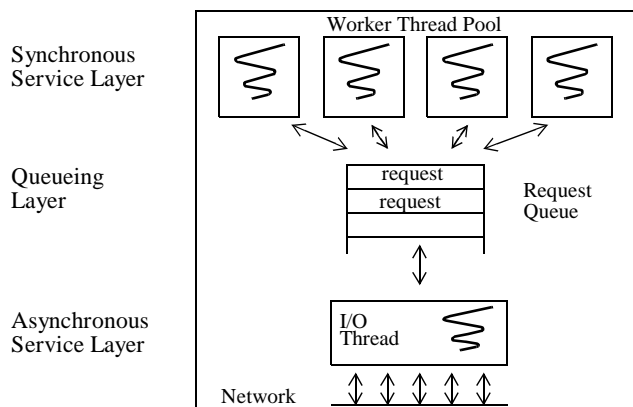 Worker Thread Pool
Synchronous
Service Layer
Queueing
Layer
request
request
Request
Queue
Asynchronous
Service Layer
I/O
Thread
Network